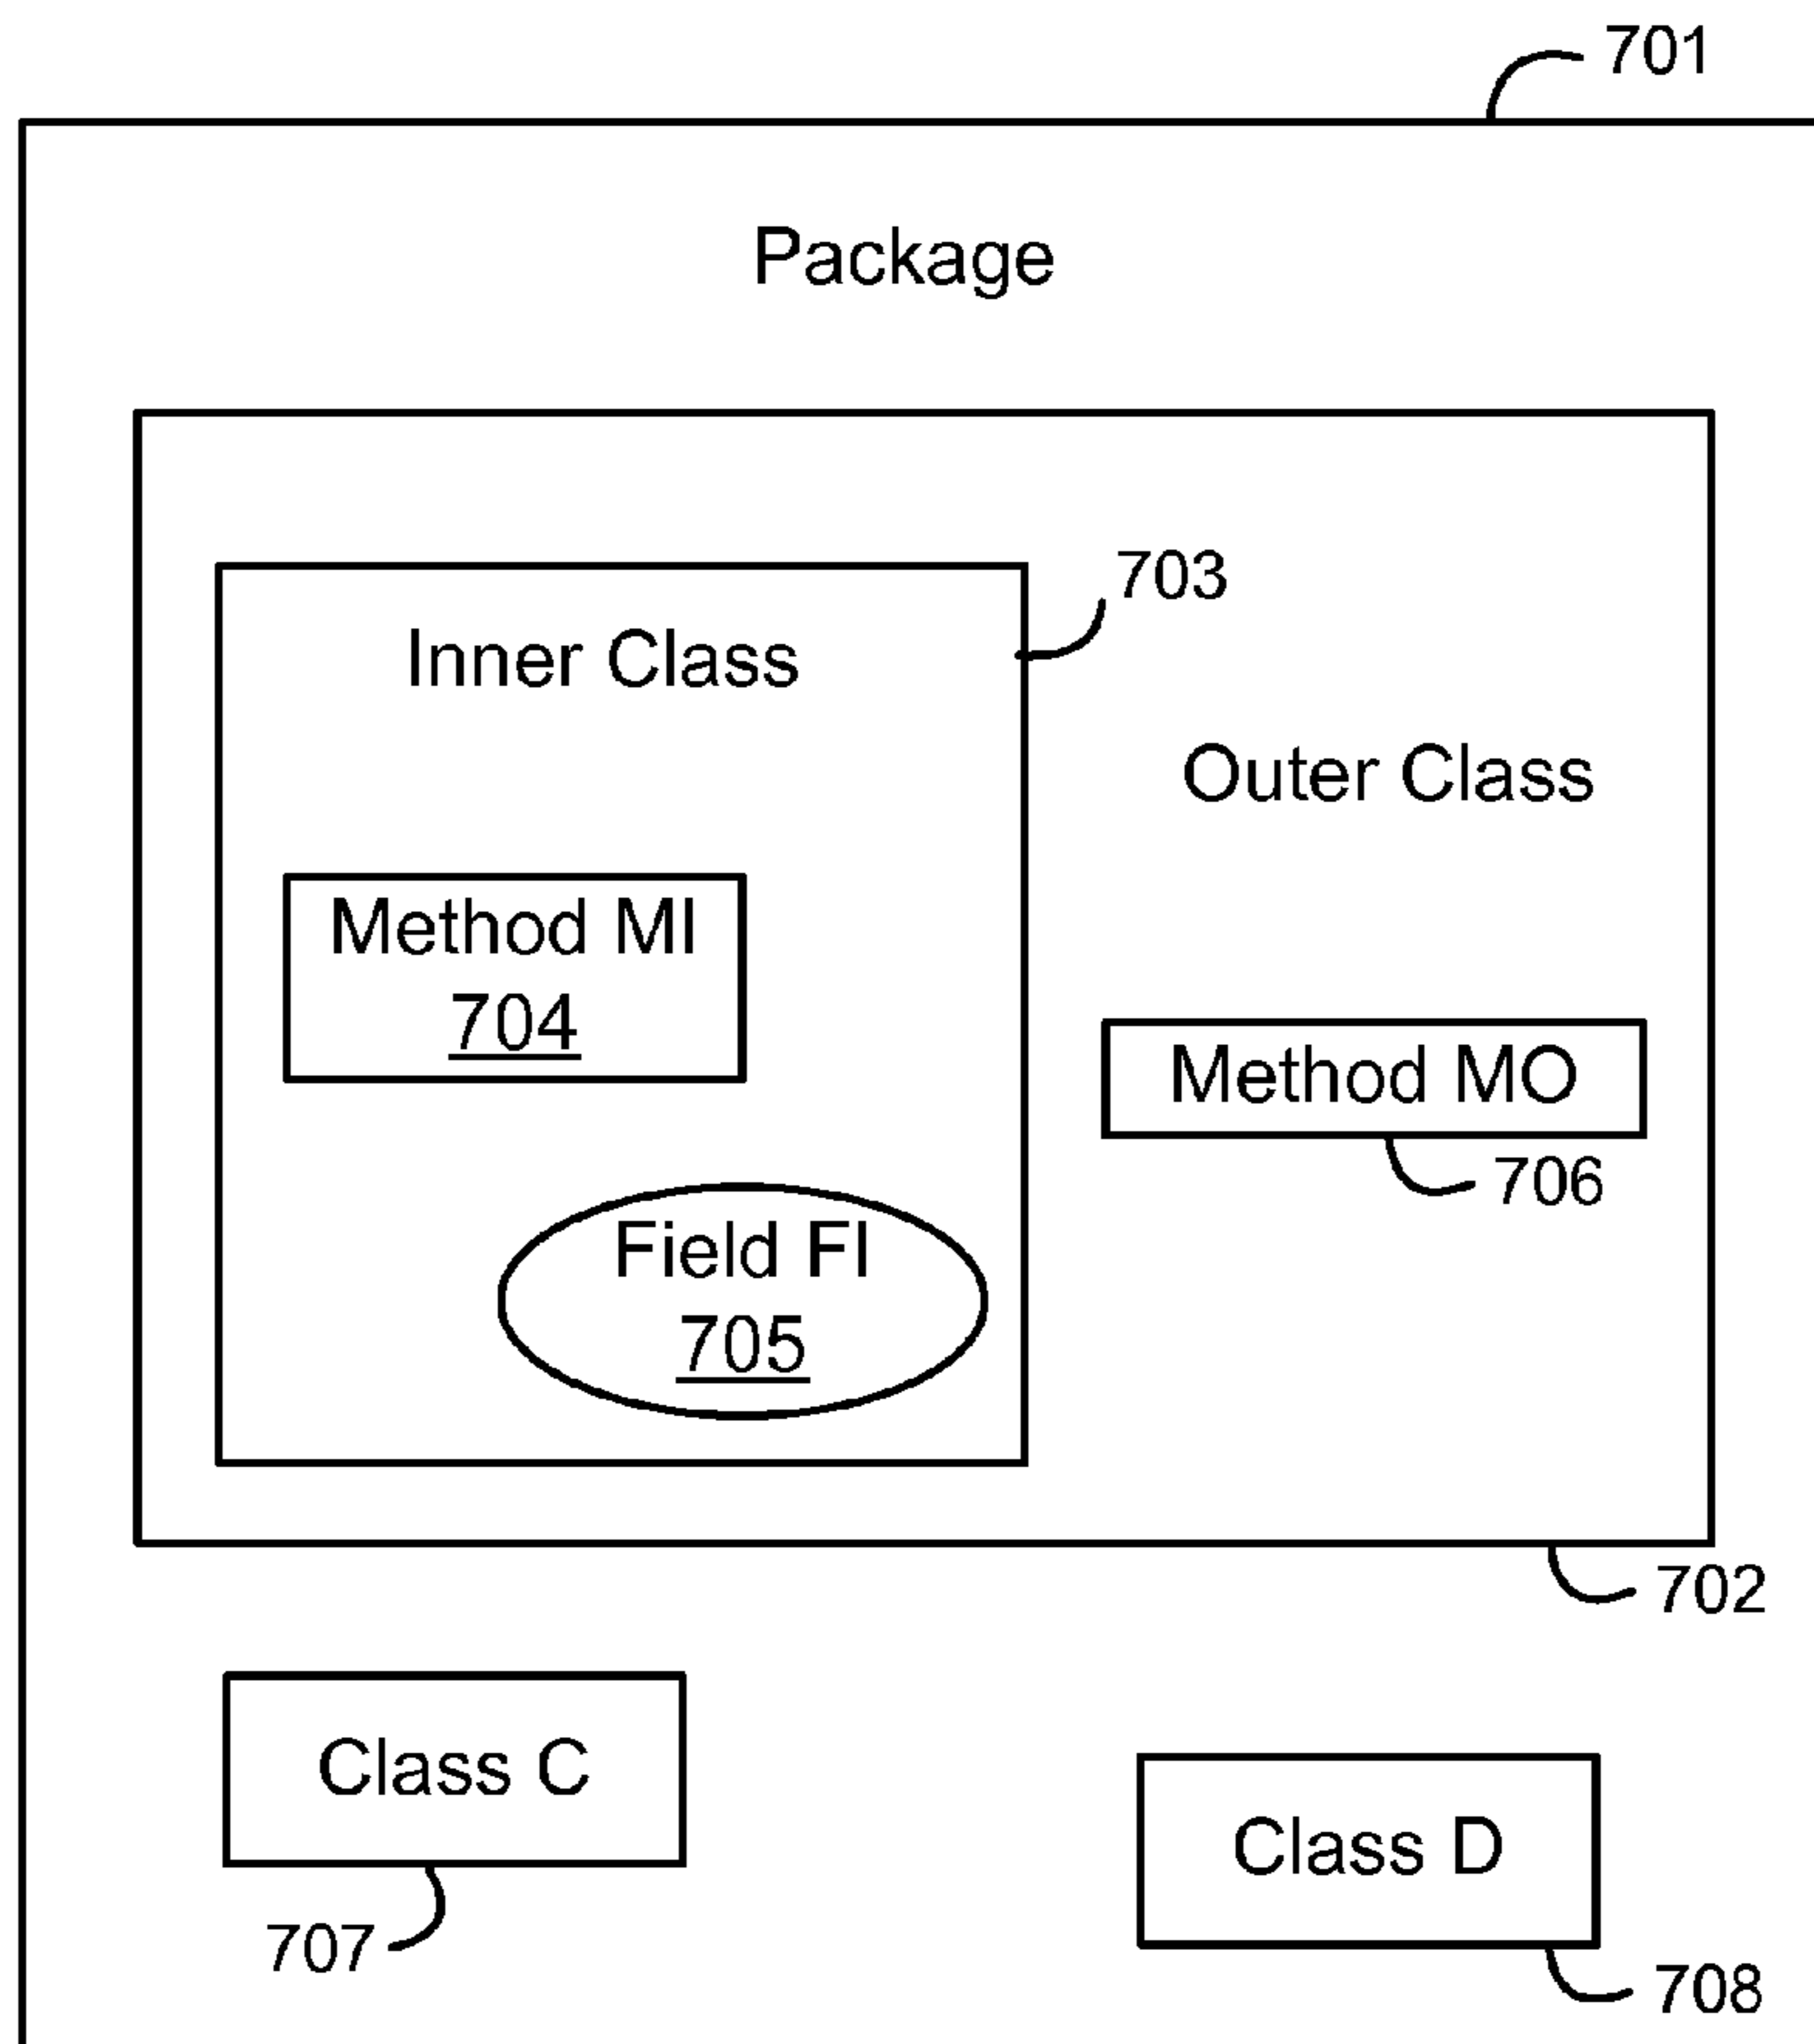 701
Package
703
Inner Class
Outer Class
Method MI
704
Method MO
706
Field FI
705
702
Class C
Class D
707
708